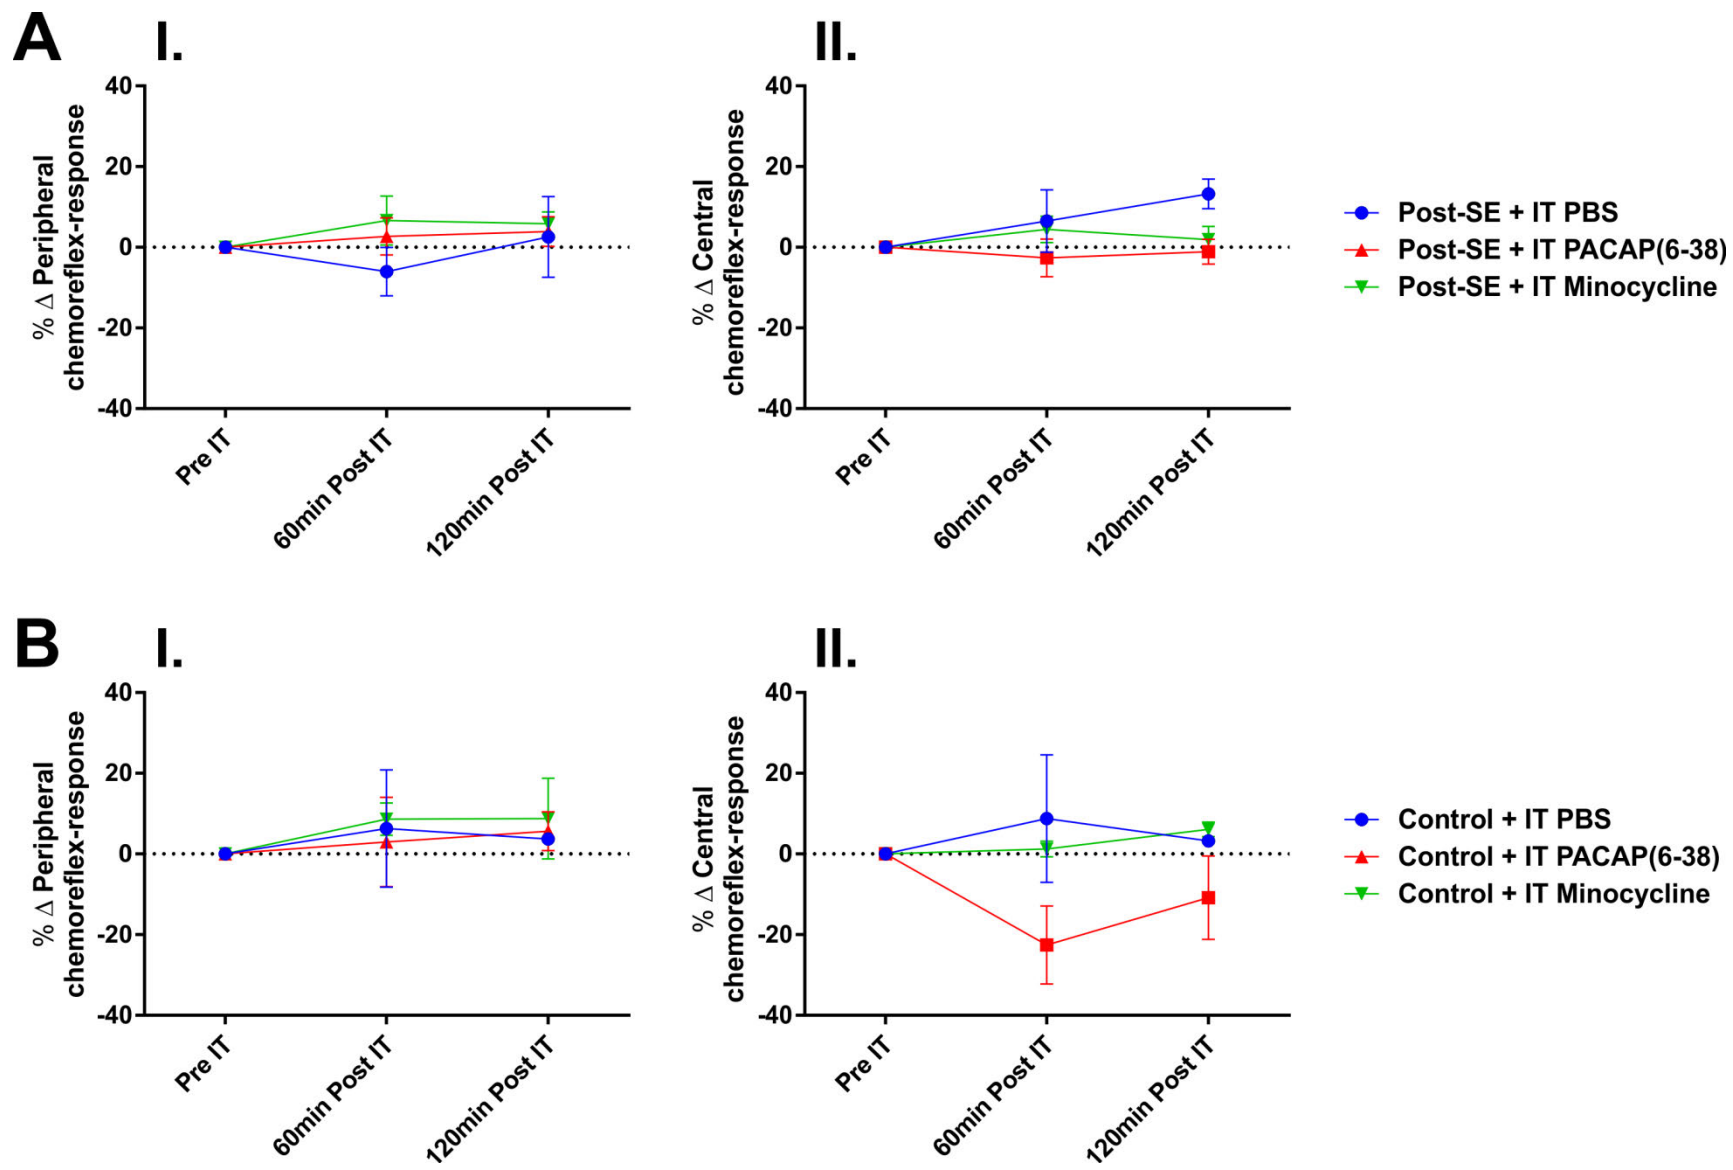 A
I.
% Δ Peripheral
chemoreflex-response
40
20
0
-20
-40
Pre IT
60min Post IT
120min Post IT
II.
% Δ Central
chemoreflex-response
40
20
0
-20
-40
Pre IT
60min Post IT
120min Post IT
Post-SE + IT PBS
Post-SE + IT PACAP(6-38)
Post-SE + IT Minocycline
B
I.
% Δ Peripheral
chemoreflex-response
40
20
0
-20
-40
Pre IT
60min Post IT
120min Post IT
II.
% Δ Central
chemoreflex-response
40
20
0
-20
-40
Pre IT
60min Post IT
120min Post IT
Control + IT PBS
Control + IT PACAP(6-38)
Control + IT Minocycline